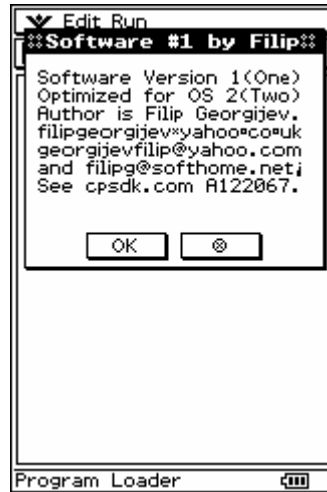 Edit Run
Software #1 by Filip
Software Version 1(One)
Optimized for OS 2(Two)
Author is Filip Georgijev.
filipgeorgijev×yahoo•co•uk
georgijevfilip@yahoo.com
and filipg@softhome.net¡
See cpsdk.com A122067.
OK ⊗
Program Loader